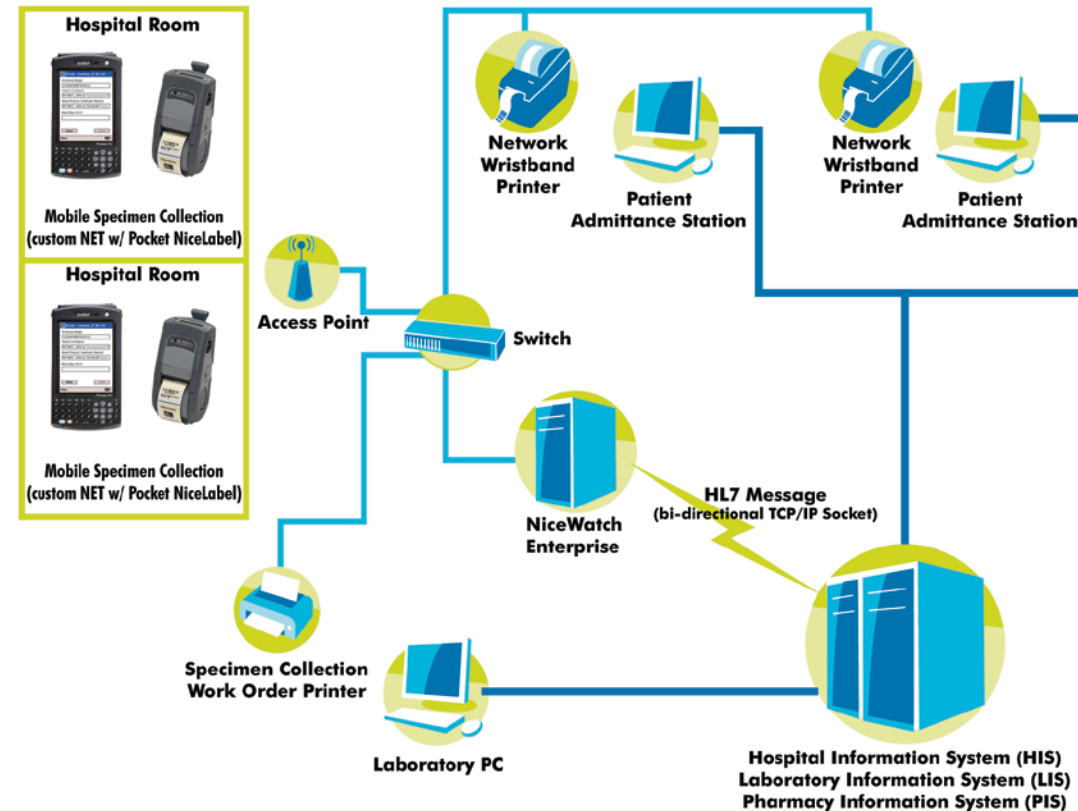 Hospital Room
Mobile Specimen Collection
(custom NET w/ Pocket NiceLabel)
Hospital Room
Mobile Specimen Collection
(custom NET w/ Pocket NiceLabel)
Network
Wristband
Printer
Patient
Admittance Station
Network
Wristband
Printer
Patient
Admittance Station
Access Point
Switch
NiceWatch
Enterprise
HL7 Message
(bi-directional TCP/IP Socket)
Specimen Collection
Work Order Printer
Laboratory PC
Hospital Information System (HIS)
Laboratory Information System (LIS)
Pharmacy Information System (PIS)